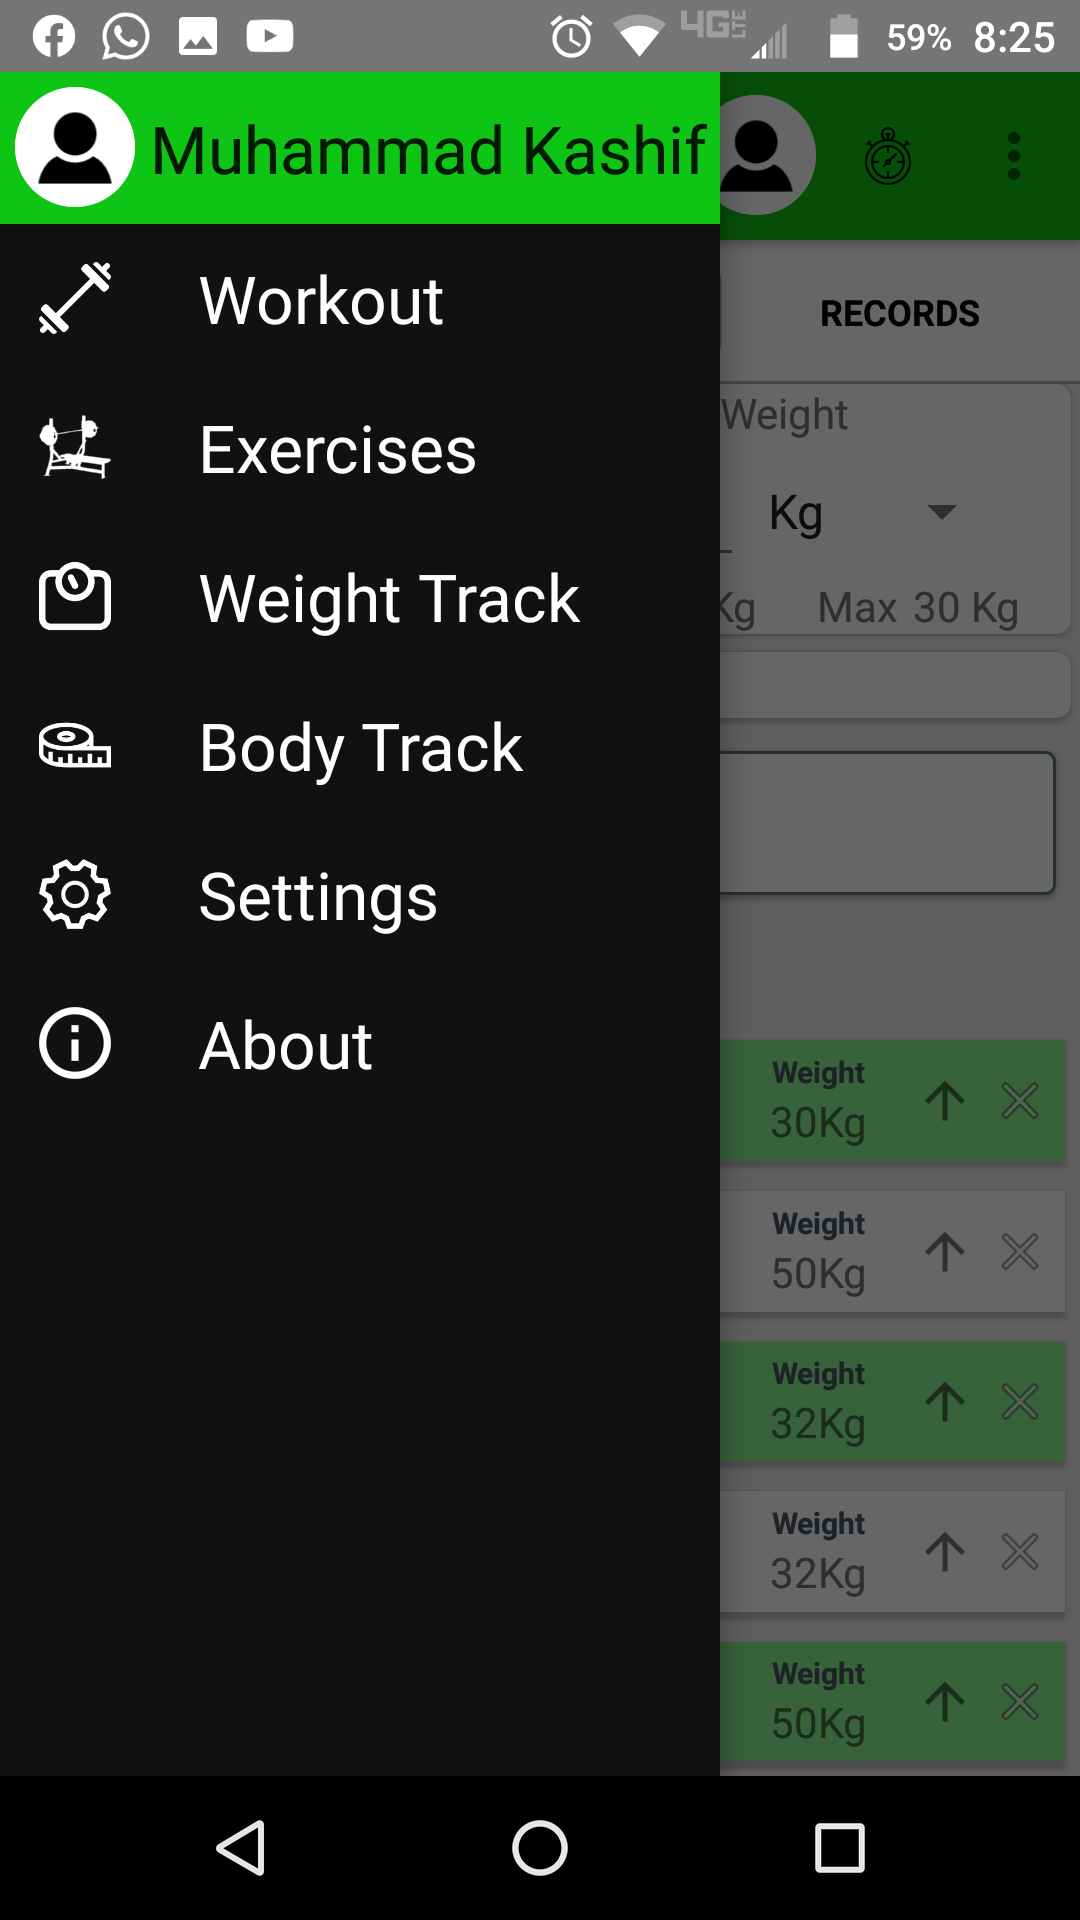 4G LTE 59% 8:25
Muhammad Kashif
Workout
Exercises
Weight Track
Body Track
Settings
About
RECORDS
Weight
Kg
Kg Max 30 Kg
Weight
30Kg
Weight
50Kg
Weight
32Kg
Weight
32Kg
Weight
50Kg